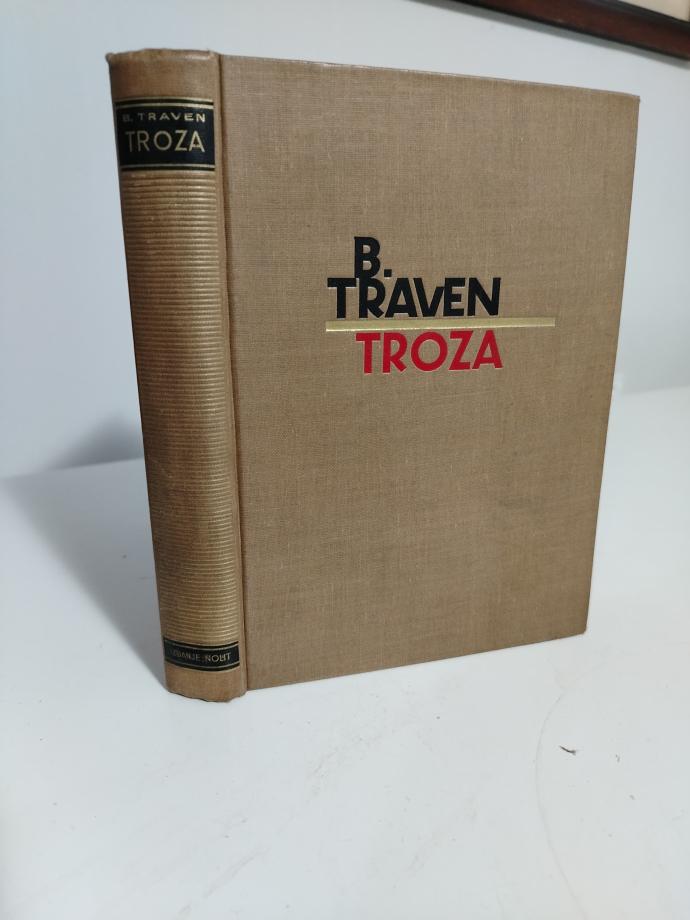 B. TRAVEN
TROZA
IZDANJE NOLIT
B.
TRAVEN
TROZA